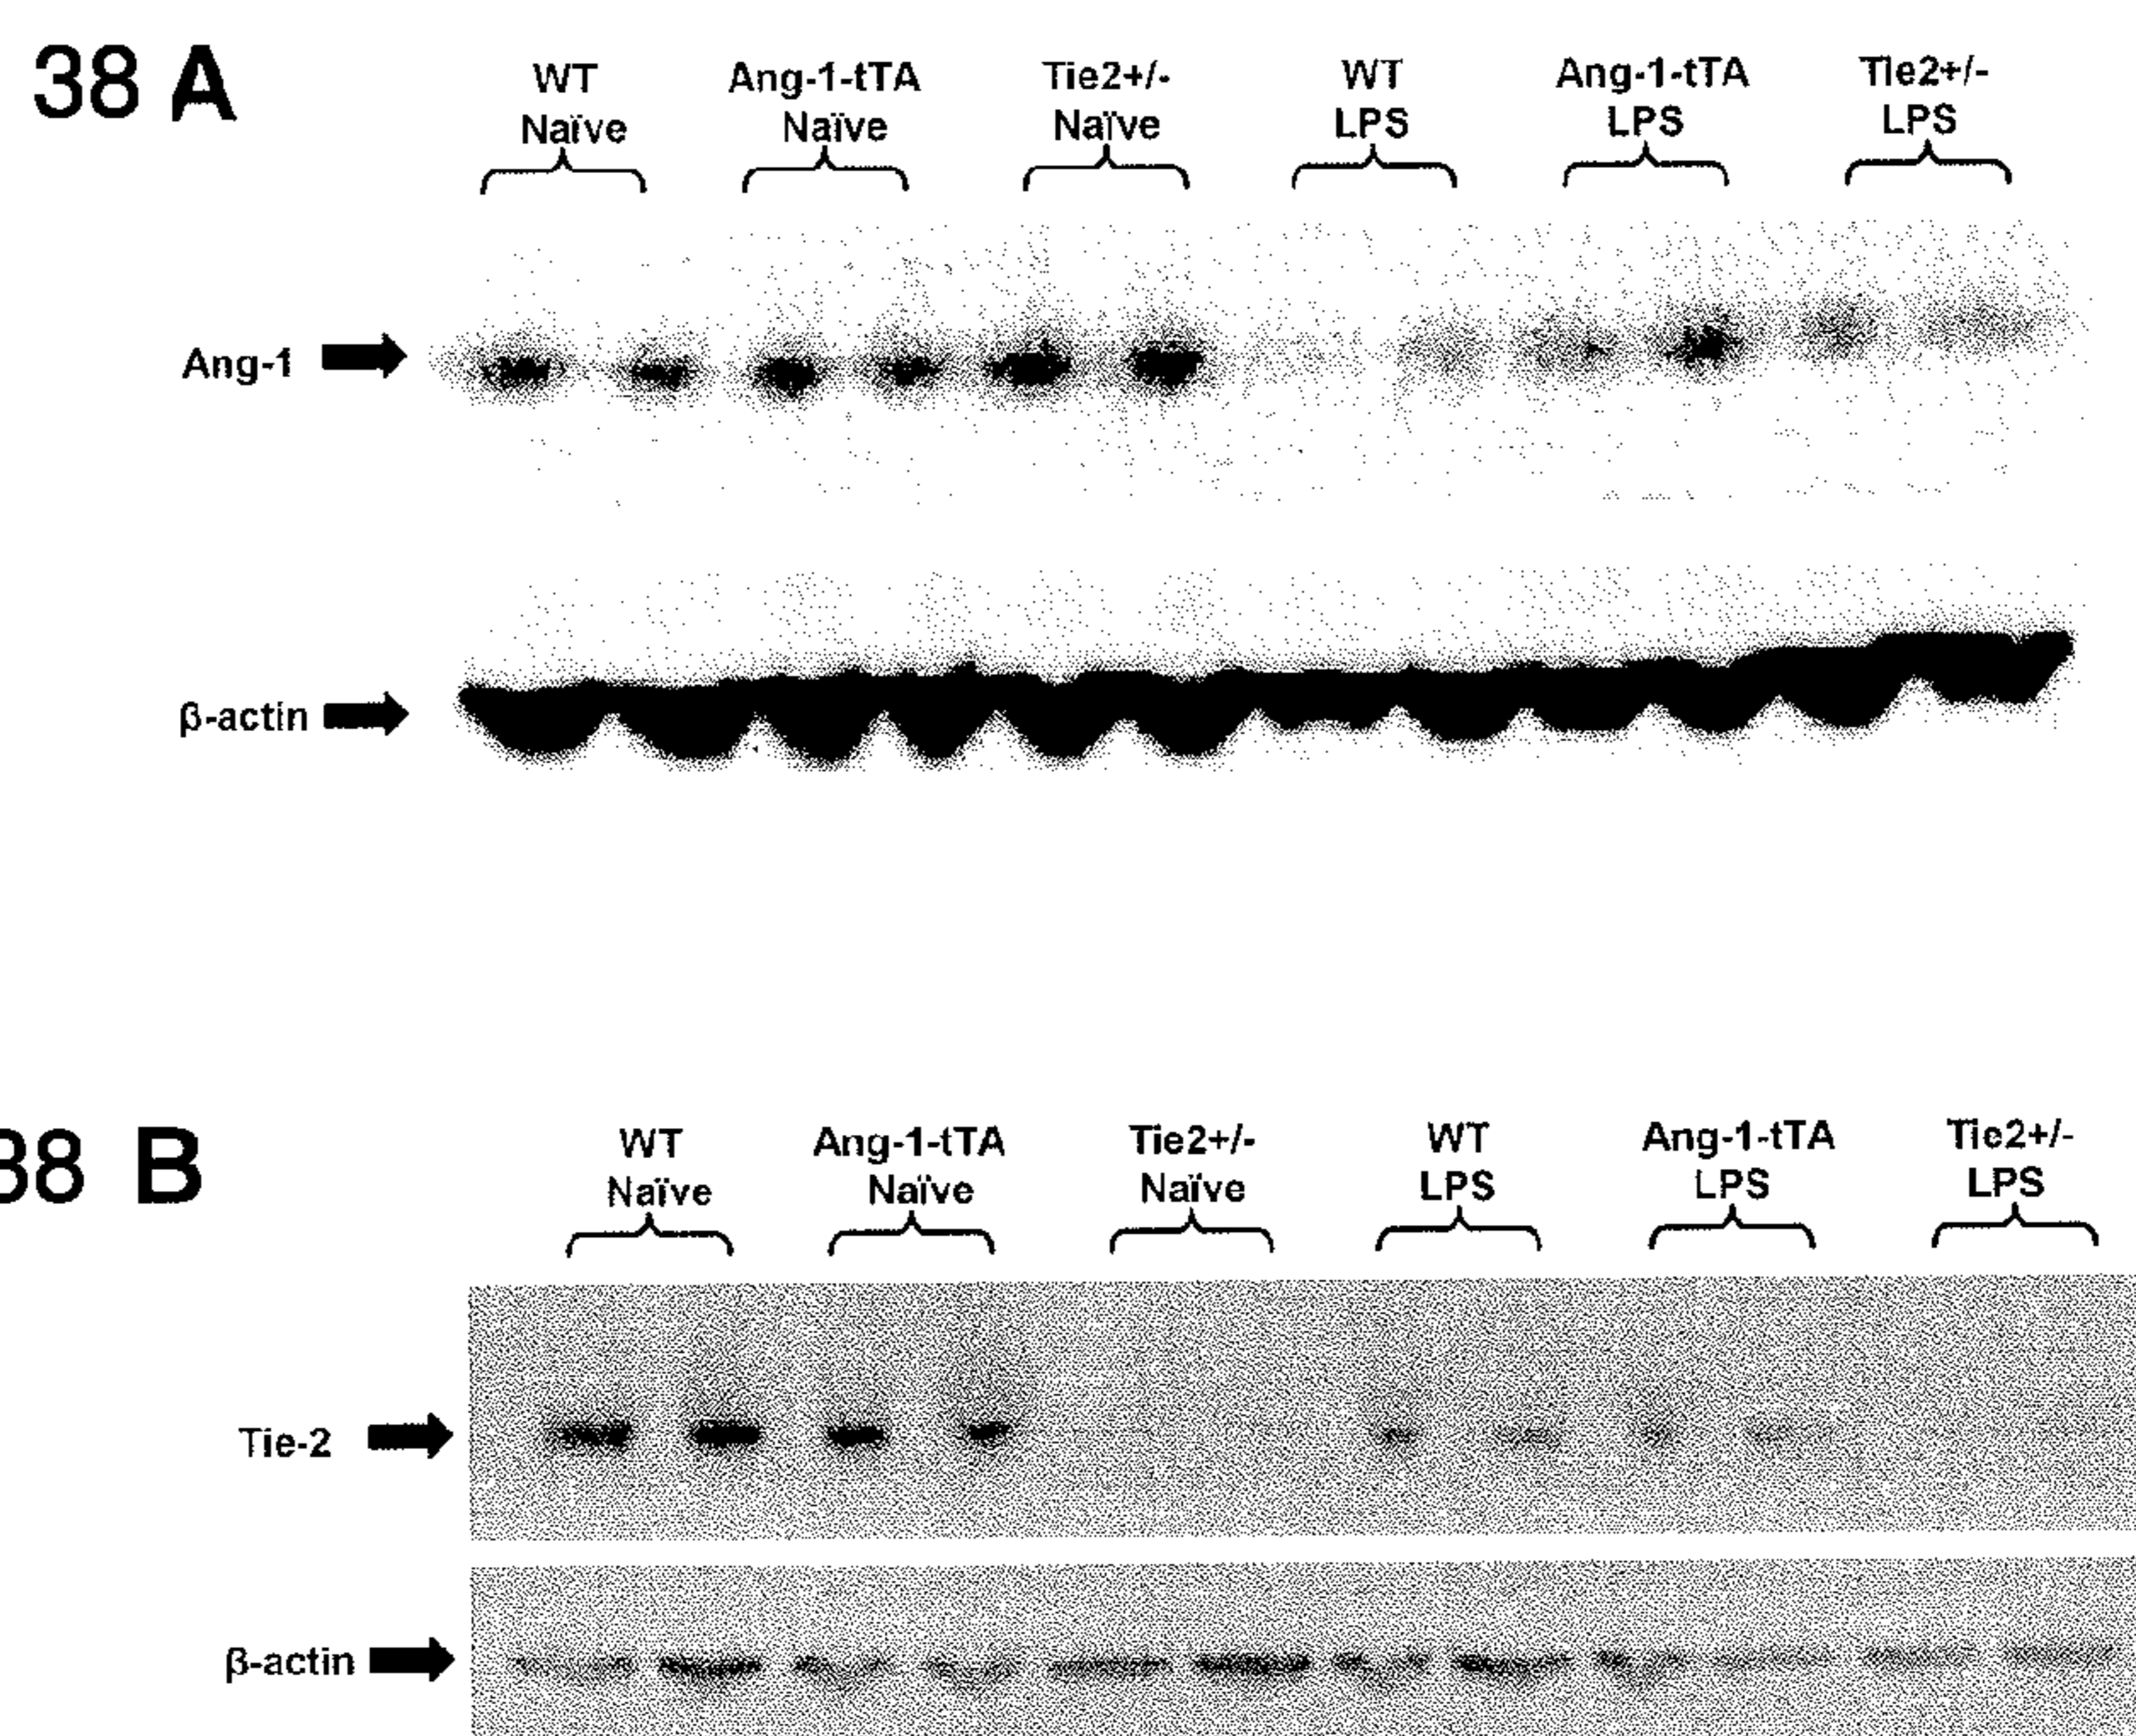 38 A
WT Ang-1-tTA Tie2+/- WT Ang-1-tTA Tie2+/-
Naïve Naïve Naïve LPS LPS LPS
Ang-1
β-actin
38 B
WT Ang-1-tTA Tie2+/- WT Ang-1-tTA Tie2+/-
Naïve Naïve Naïve LPS LPS LPS
Tie-2
β-actin